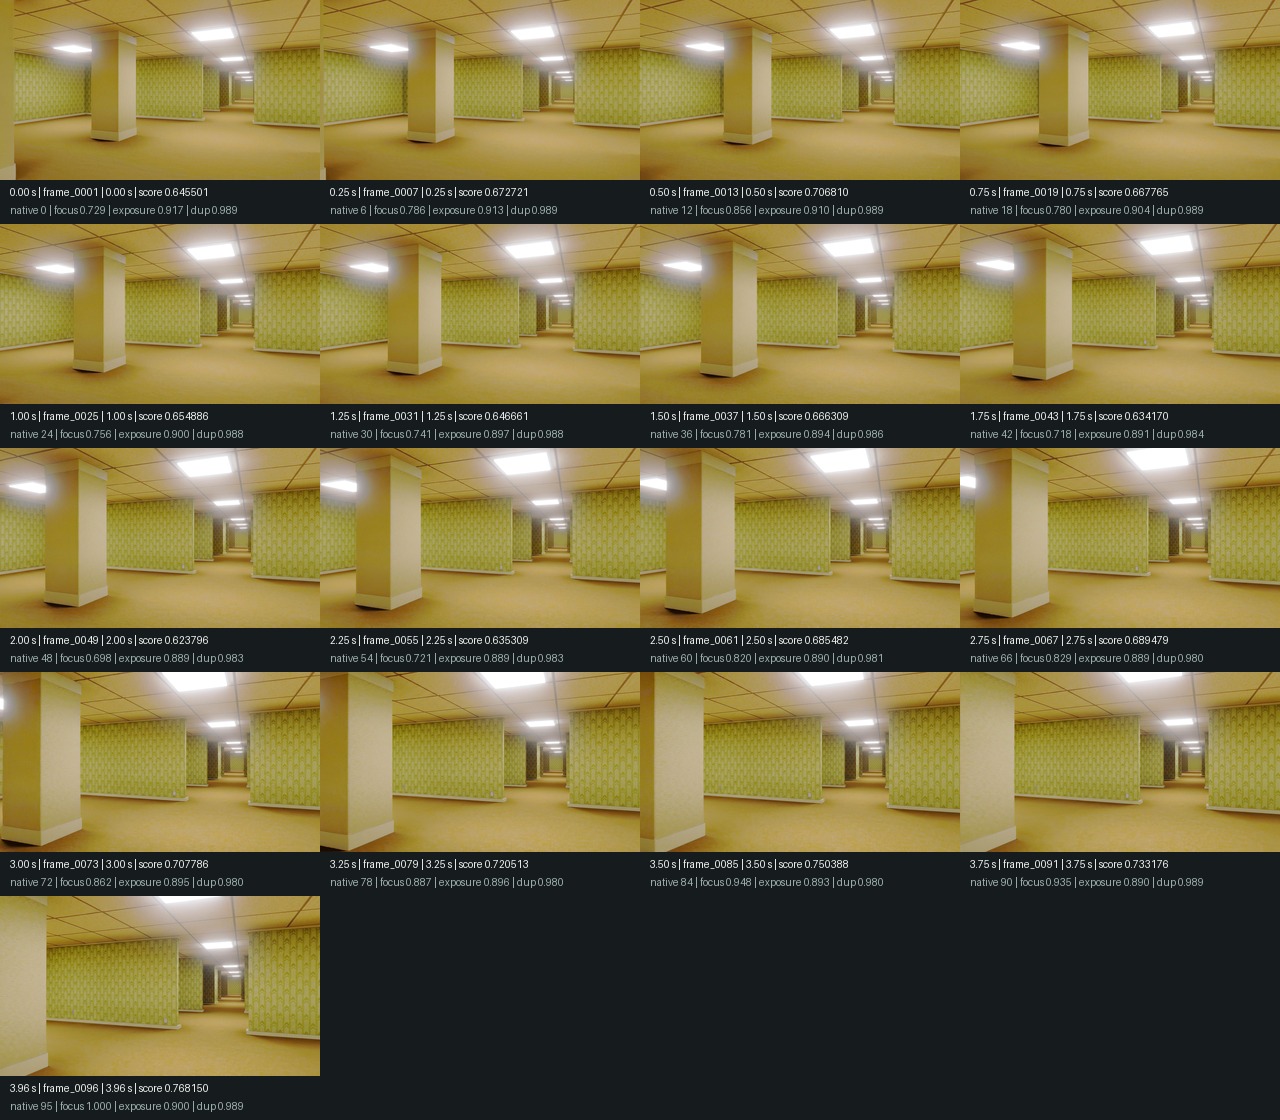 0.00 s | frame_0001 | 0.00 s | score 0.645501
native 0 | focus 0.729 | exposure 0.917 | dup 0.989
0.25 s | frame_0007 | 0.25 s | score 0.672721
native 6 | focus 0.786 | exposure 0.913 | dup 0.989
0.50 s | frame_0013 | 0.50 s | score 0.706810
native 12 | focus 0.856 | exposure 0.910 | dup 0.989
0.75 s | frame_0019 | 0.75 s | score 0.667765
native 18 | focus 0.780 | exposure 0.904 | dup 0.989
1.00 s | frame_0025 | 1.00 s | score 0.654886
native 24 | focus 0.756 | exposure 0.900 | dup 0.988
1.25 s | frame_0031 | 1.25 s | score 0.646661
native 30 | focus 0.741 | exposure 0.897 | dup 0.988
1.50 s | frame_0037 | 1.50 s | score 0.666309
native 36 | focus 0.781 | exposure 0.894 | dup 0.986
1.75 s | frame_0043 | 1.75 s | score 0.634170
native 42 | focus 0.718 | exposure 0.891 | dup 0.984
2.00 s | frame_0049 | 2.00 s | score 0.623796
native 48 | focus 0.698 | exposure 0.889 | dup 0.983
2.25 s | frame_0055 | 2.25 s | score 0.635309
native 54 | focus 0.721 | exposure 0.889 | dup 0.983
2.50 s | frame_0061 | 2.50 s | score 0.685482
native 60 | focus 0.820 | exposure 0.890 | dup 0.981
2.75 s | frame_0067 | 2.75 s | score 0.689479
native 66 | focus 0.829 | exposure 0.889 | dup 0.980
3.00 s | frame_0073 | 3.00 s | score 0.707786
native 72 | focus 0.862 | exposure 0.895 | dup 0.980
3.25 s | frame_0079 | 3.25 s | score 0.720513
native 78 | focus 0.887 | exposure 0.896 | dup 0.980
3.50 s | frame_0085 | 3.50 s | score 0.750388
native 84 | focus 0.948 | exposure 0.893 | dup 0.980
3.75 s | frame_0091 | 3.75 s | score 0.733176
native 90 | focus 0.935 | exposure 0.890 | dup 0.989
3.96 s | frame_0096 | 3.96 s | score 0.768150
native 95 | focus 1.000 | exposure 0.900 | dup 0.989